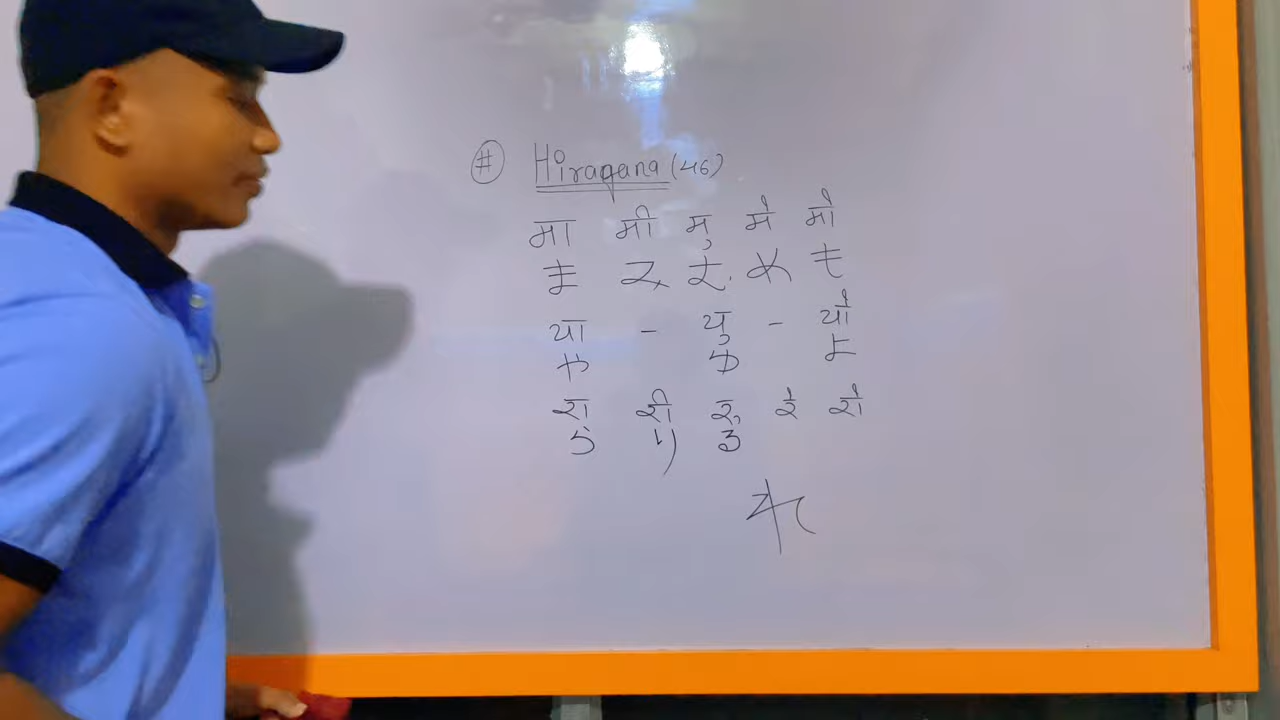 # Hiragana (46)
मा मी मु मे मो
ま み む め も
या - यु - यो
や ゆ よ
रा री रु रे रो
ら り る
れ